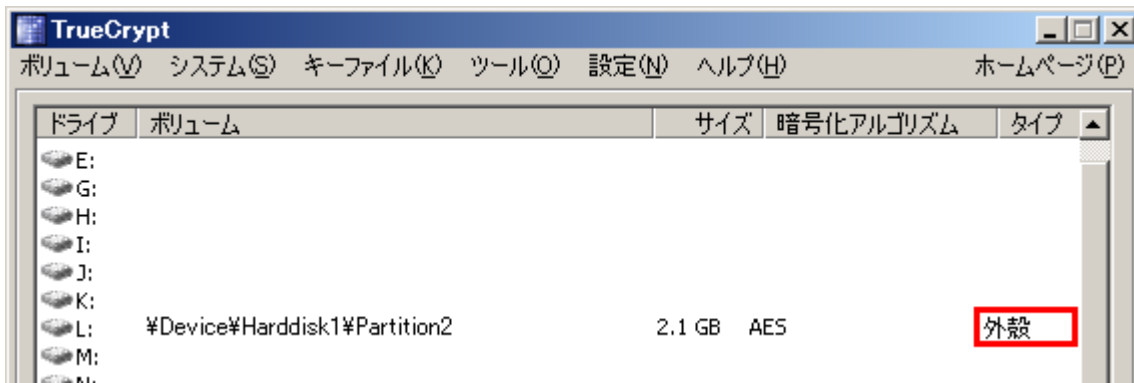 TrueCrypt
ボリューム(V) システム(S) キーファイル(K) ツール(O) 設定(N) ヘルプ(H) ホームページ(P)
ドライブ ボリューム サイズ 暗号化アルゴリズム タイプ
E:
G:
H:
I:
J:
K:
L: ¥Device¥Harddisk1¥Partition2 2.1 GB AES 外殻
M:
N: